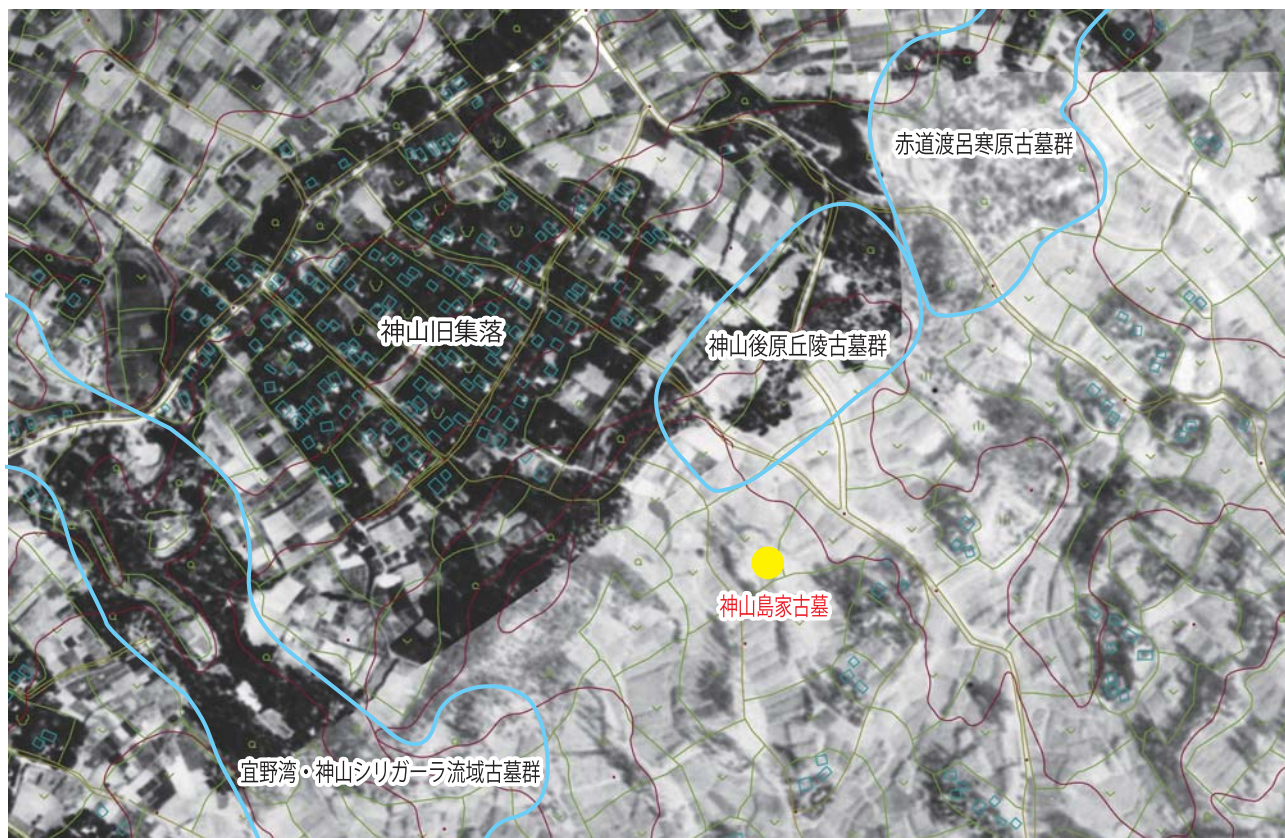 赤道渡呂寒原古墓群
神山旧集落
神山後原丘陵古墓群
神山島家古墓
宜野湾・神山シリガーラ流域古墓群